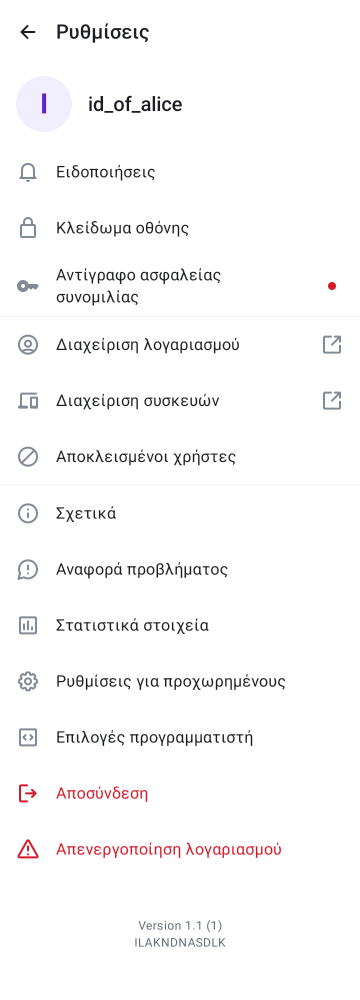 Ρυθμίσεις
I
id_of_alice
Ειδοποιήσεις
Κλείδωμα οθόνης
Αντίγραφο ασφαλείας
συνομιλίας
Διαχείριση λογαριασμού
Διαχείριση συσκευών
Αποκλεισμένοι χρήστες
Σχετικά
Αναφορά προβλήματος
Στατιστικά στοιχεία
Ρυθμίσεις για προχωρημένους
Επιλογές προγραμματιστή
Αποσύνδεση
Απενεργοποίηση λογαριασμού
Version 1.1 (1)
ILAKNDNASDLK